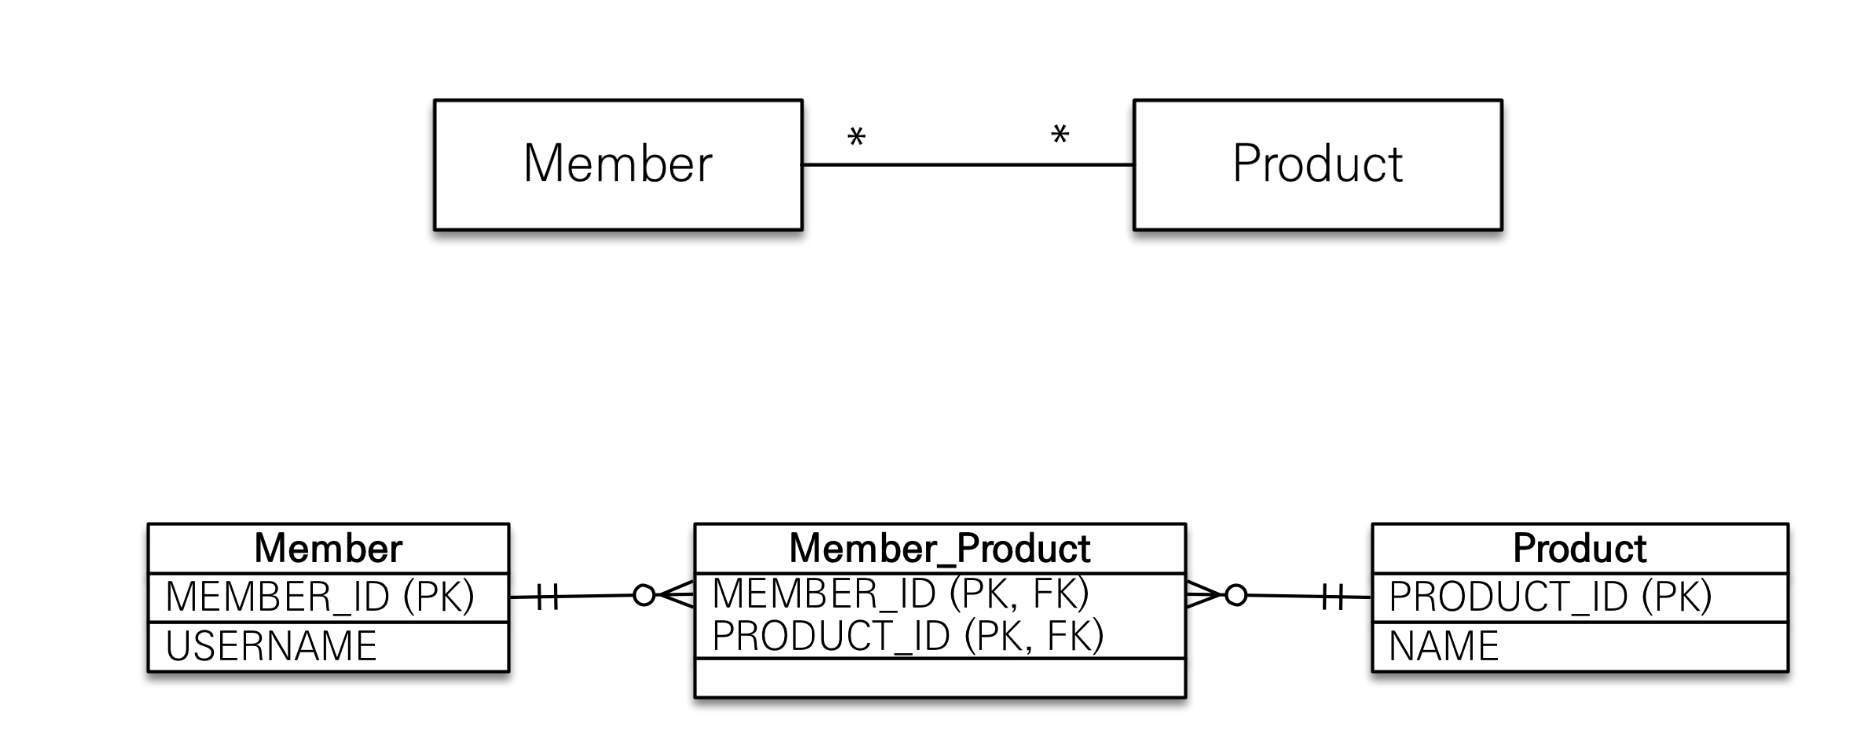 Member
*
*
Product
Member
MEMBER_ID (PK)
USERNAME
Member_Product
MEMBER_ID (PK, FK)
PRODUCT_ID (PK, FK)
Product
PRODUCT_ID (PK)
NAME